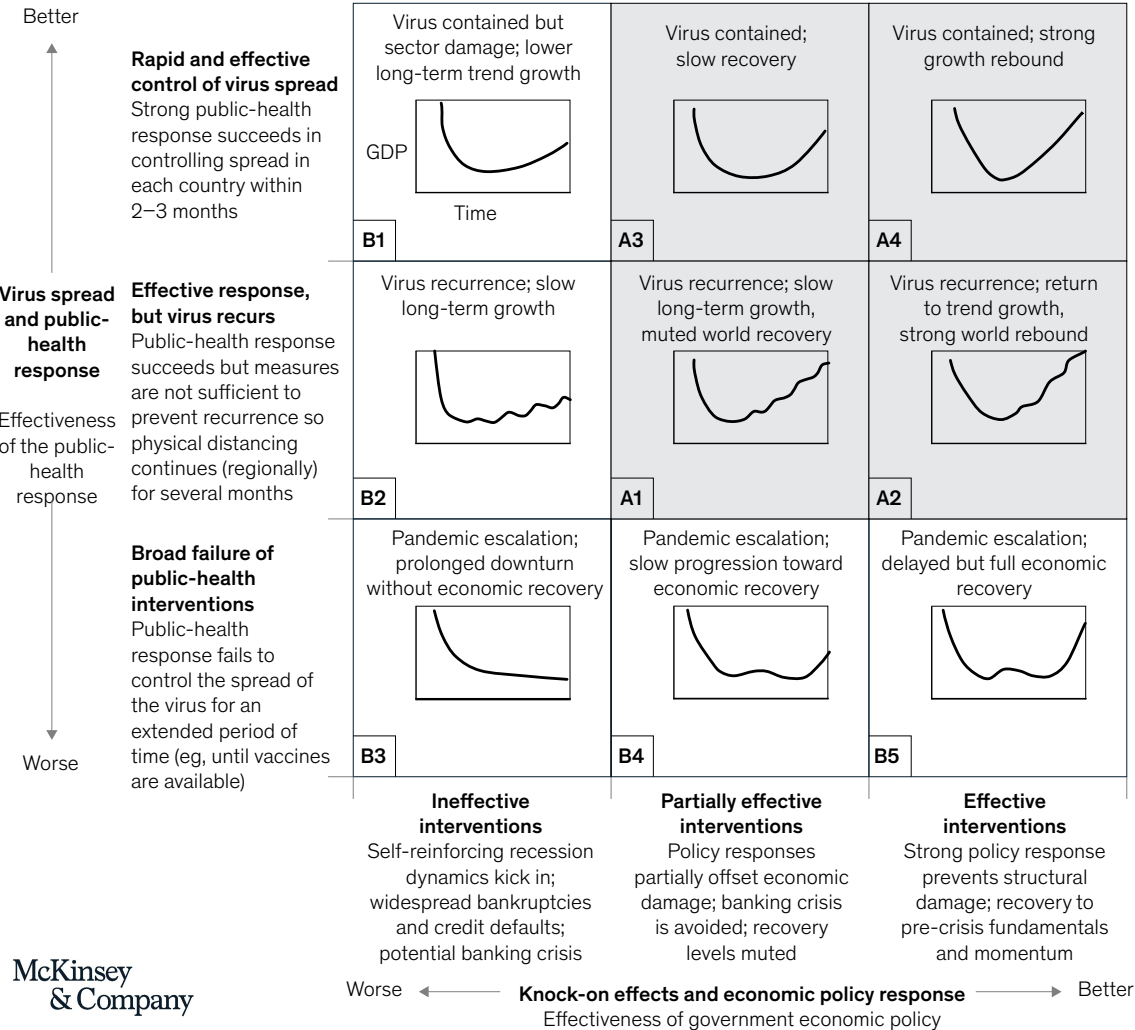 Better
Rapid and effective
control of virus spread
Strong public-health
response succeeds in
controlling spread in
each country within
2–3 months
Virus contained but
sector damage; lower
long-term trend growth
GDP
Time
B1
Virus contained;
slow recovery
A3
Virus contained; strong
growth rebound
A4
Virus spread
and public-
health
response
Effectiveness
of the public-
health
response
Effective response,
but virus recurs
Public-health response
succeeds but measures
are not sufficient to
prevent recurrence so
physical distancing
continues (regionally)
for several months
Virus recurrence; slow
long-term growth
B2
Virus recurrence; slow
long-term growth,
muted world recovery
A1
Virus recurrence; return
to trend growth,
strong world rebound
A2
Broad failure of
public-health
interventions
Public-health
response fails to
control the spread of
the virus for an
extended period of
time (eg, until vaccines
are available)
Worse
Pandemic escalation;
prolonged downturn
without economic recovery
B3
Pandemic escalation;
slow progression toward
economic recovery
B4
Pandemic escalation;
delayed but full economic
recovery
B5
Ineffective
interventions
Self-reinforcing recession
dynamics kick in;
widespread bankruptcies
and credit defaults;
potential banking crisis
Partially effective
interventions
Policy responses
partially offset economic
damage; banking crisis
is avoided; recovery
levels muted
Effective
interventions
Strong policy response
prevents structural
damage; recovery to
pre-crisis fundamentals
and momentum
McKinsey
& Company
Worse
Knock-on effects and economic policy response
Effectiveness of government economic policy
Better